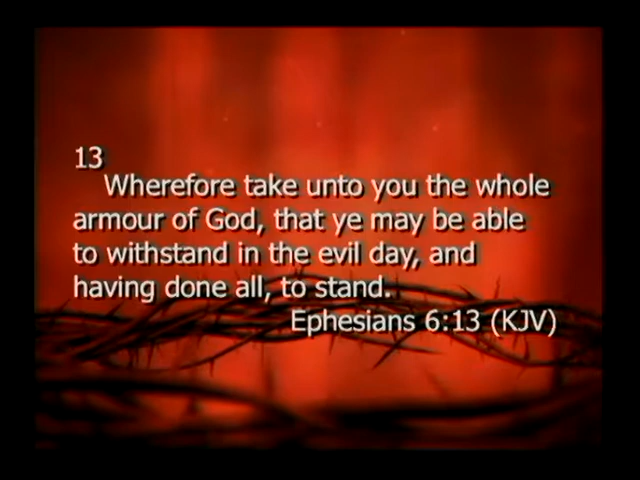 13
Wherefore take unto you the whole
armour of God, that ye may be able
to withstand in the evil day, and
having done all, to stand.
Ephesians 6:13 (KJV)